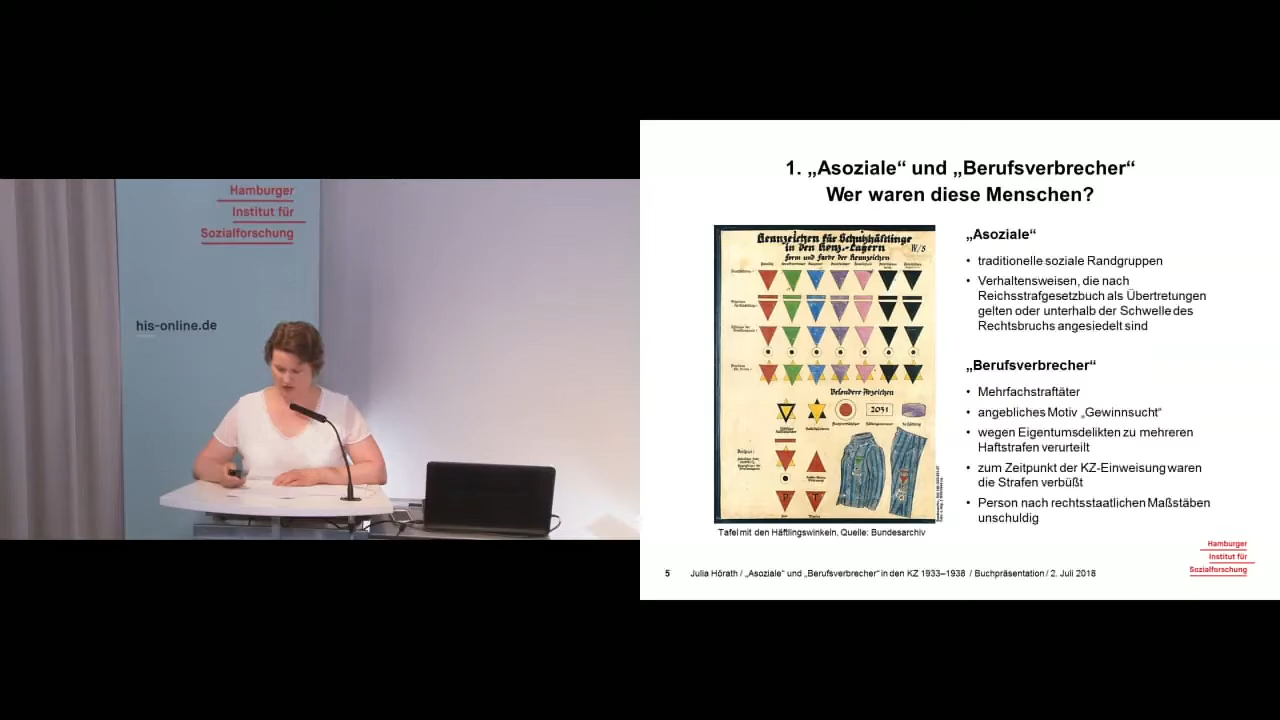 Hamburger
Institut für
Sozialforschung
his-online.de
1. „Asoziale“ und „Berufsverbrecher“
Wer waren diese Menschen?
Kennzeichen für Schutzhäftlinge
in den Konz.-Lagern
Form und Farbe der Kennzeichen
Besondere Abzeichen
2031
P
T
Tafel mit den Häftlingswinkeln, Quelle: Bundesarchiv
„Asoziale“
• traditionelle soziale Randgruppen
• Verhaltensweisen, die nach
Reichsstrafgesetzbuch als Übertretungen
gelten oder unterhalb der Schwelle des
Rechtsbruchs angesiedelt sind
„Berufsverbrecher“
• Mehrfachstraftäter
• angebliches Motiv „Gewinnsucht“
• wegen Eigentumsdelikten zu mehreren
Haftstrafen verurteilt
• zum Zeitpunkt der KZ-Einweisung waren
die Strafen verbüßt
• Person nach rechtsstaatlichen Maßstäben
unschuldig
Hamburger
Institut für
Sozialforschung
5 Julia Hörath / „Asoziale“ und „Berufsverbrecher“ in den KZ 1933–1938 / Buchpräsentation / 2. Juli 2018